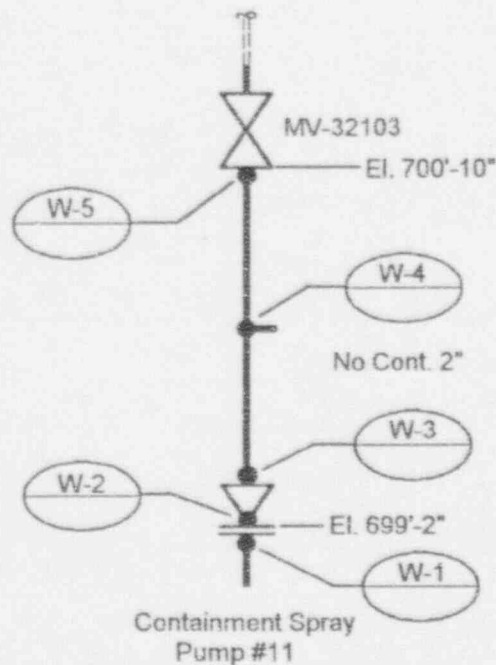 MV-32103
El. 700'-10"
W-5
W-4
No Cont. 2"
W-3
W-2
El. 699'-2"
W-1
Containment Spray
Pump #11